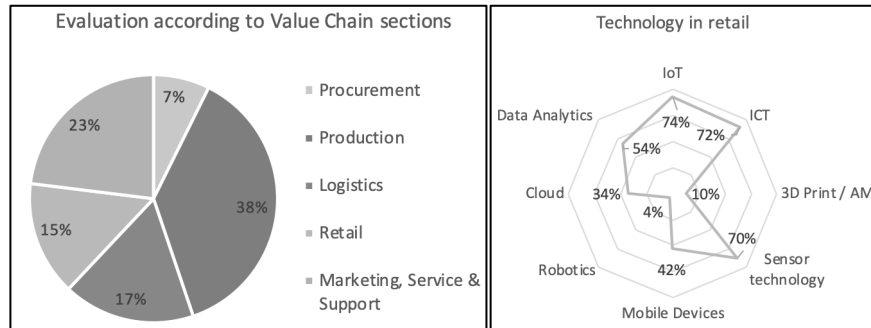 Evaluation according to Value Chain sections
7%
23%
38%
15%
17%
Procurement
Production
Logistics
Retail
Marketing, Service &
Support
Technology in retail
IoT
Data Analytics
ICT
74%
72%
54%
Cloud
34%
10%
3D Print / AM
4%
70%
Robotics
42%
Sensor
technology
Mobile Devices